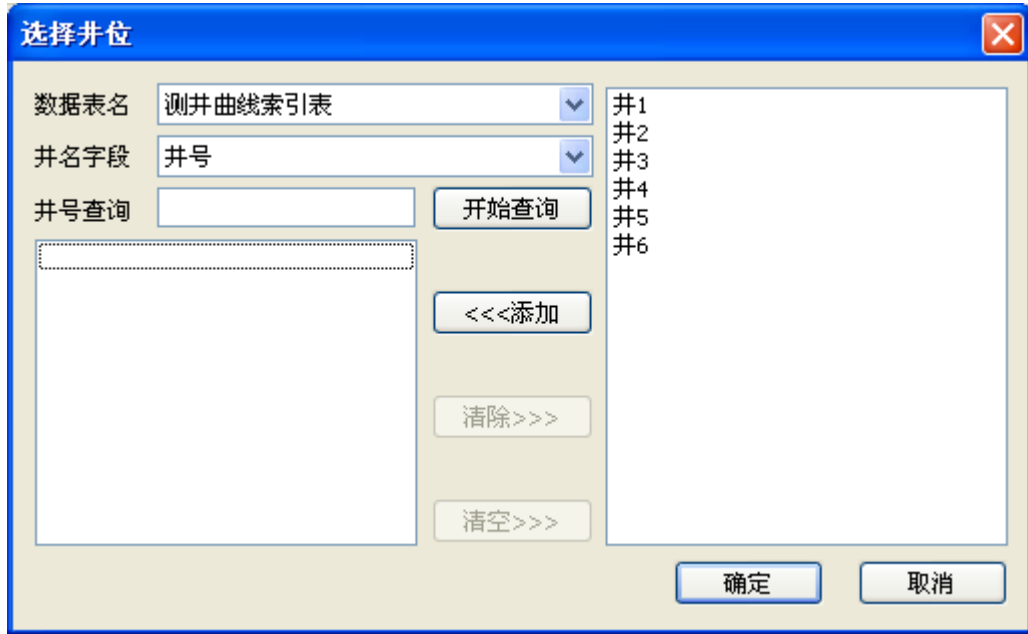 选择井位
数据表名 测井曲线索引表
井名字段 井号
井号查询 开始查询
<<<添加
清除>>>
清空>>>
井1
井2
井3
井4
井5
井6
确定 取消